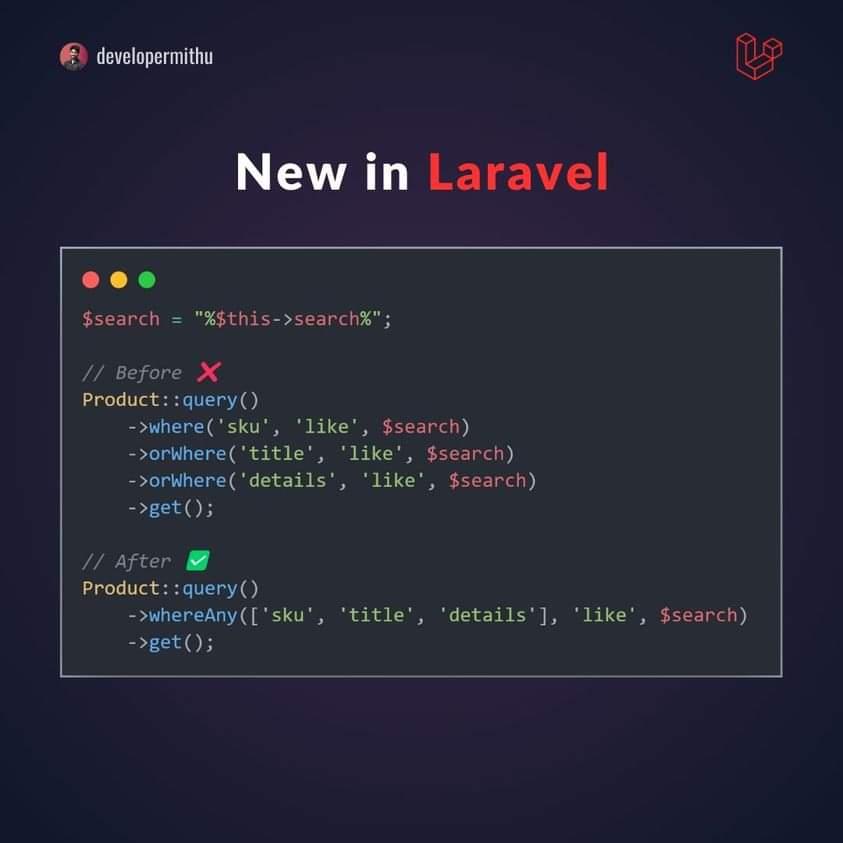 developermithu
New in Laravel
$search = "%$this->search%";
// Before ❌
Product::query()
    ->where('sku', 'like', $search)
    ->orWhere('title', 'like', $search)
    ->orWhere('details', 'like', $search)
    ->get();
// After ✅
Product::query()
    ->whereAny(['sku', 'title', 'details'], 'like', $search)
    ->get();